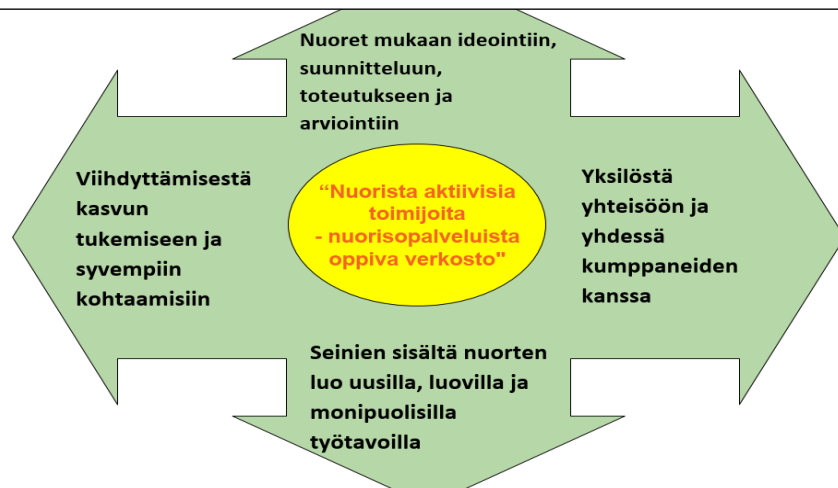 Nuoret mukaan ideointiin,
suunnitteluun,
toteutukseen ja
arviointiin
Viihdyttämisestä
kasvun
tukemiseen ja
syvempiin
kohtaamisiin
“Nuorista aktiivisia
toimijoita
- nuorisopalveluista
oppiva verkosto"
Yksilöstä
yhteisöön ja
yhdessä
kumppaneiden
kanssa
Seinien sisältä nuorten
luo uusilla, luovilla ja
monipuolisilla
työtavoilla